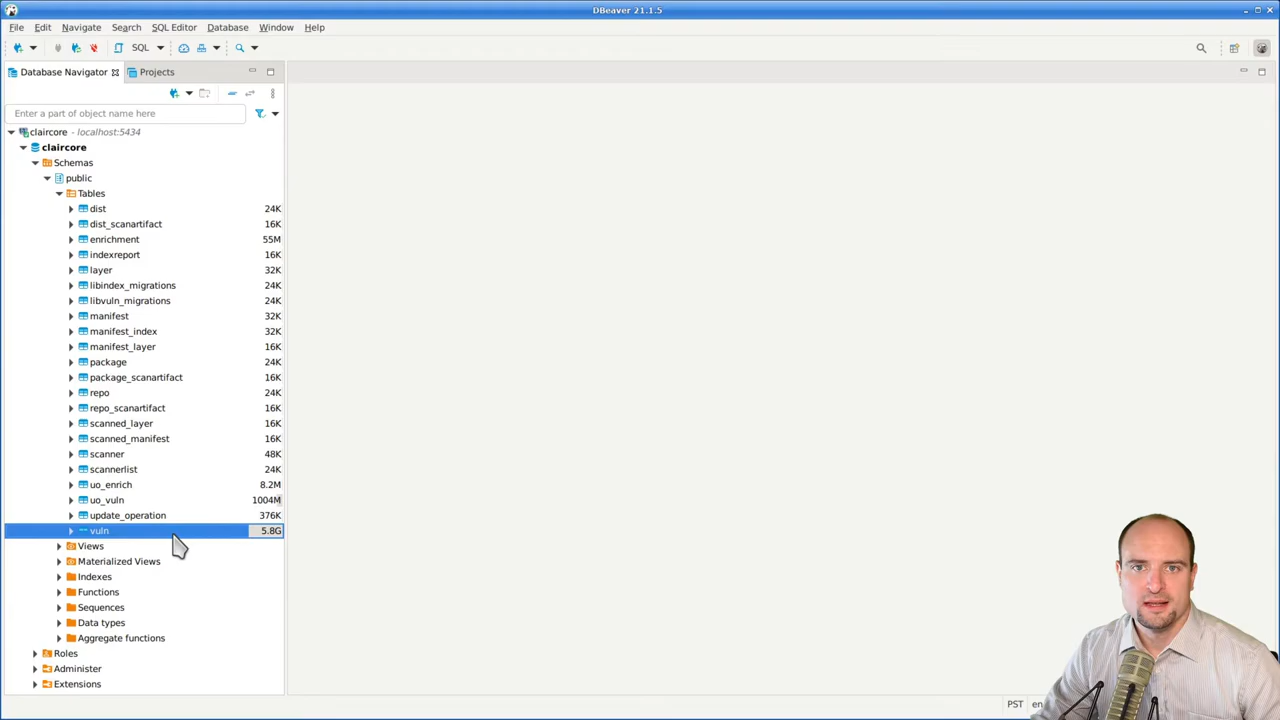 DBeaver 21.1.5
File Edit Navigate Search SQL Editor Database Window Help
SQL
Database Navigator Projects
Enter a part of object name here
claircore - localhost:5434
claircore
Schemas
public
Tables
dist 24K
dist_scanartifact 16K
enrichment 55M
indexreport 16K
layer 32K
libindex_migrations 24K
libvuln_migrations 24K
manifest 32K
manifest_index 32K
manifest_layer 16K
package 24K
package_scanartifact 16K
repo 24K
repo_scanartifact 16K
scanned_layer 16K
scanned_manifest 16K
scanner 48K
scannerlist 24K
uo_enrich 8.2M
uo_vuln 1004M
update_operation 376K
vuln 5.8G
Views
Materialized Views
Indexes
Functions
Sequences
Data types
Aggregate functions
Roles
Administer
Extensions
PST en